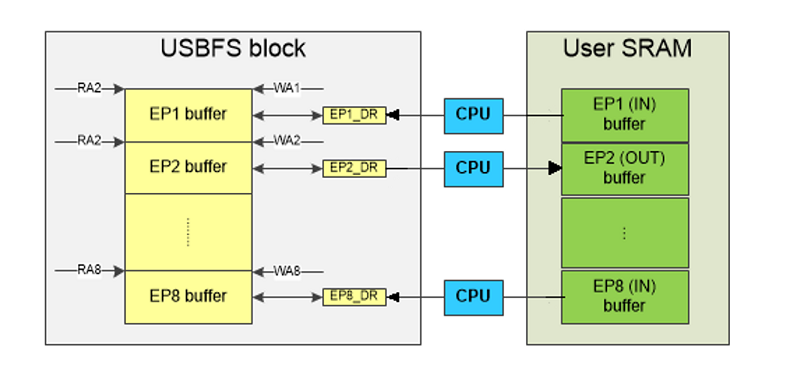 USBFS block
User SRAM
RA2
WA1
EP1 buffer
EP1_DR
CPU
EP1 (IN)
buffer
RA2
WA2
EP2 buffer
EP2_DR
CPU
EP2 (OUT)
buffer
RA8
WA8
EP8 buffer
EP8_DR
CPU
EP8 (IN)
buffer